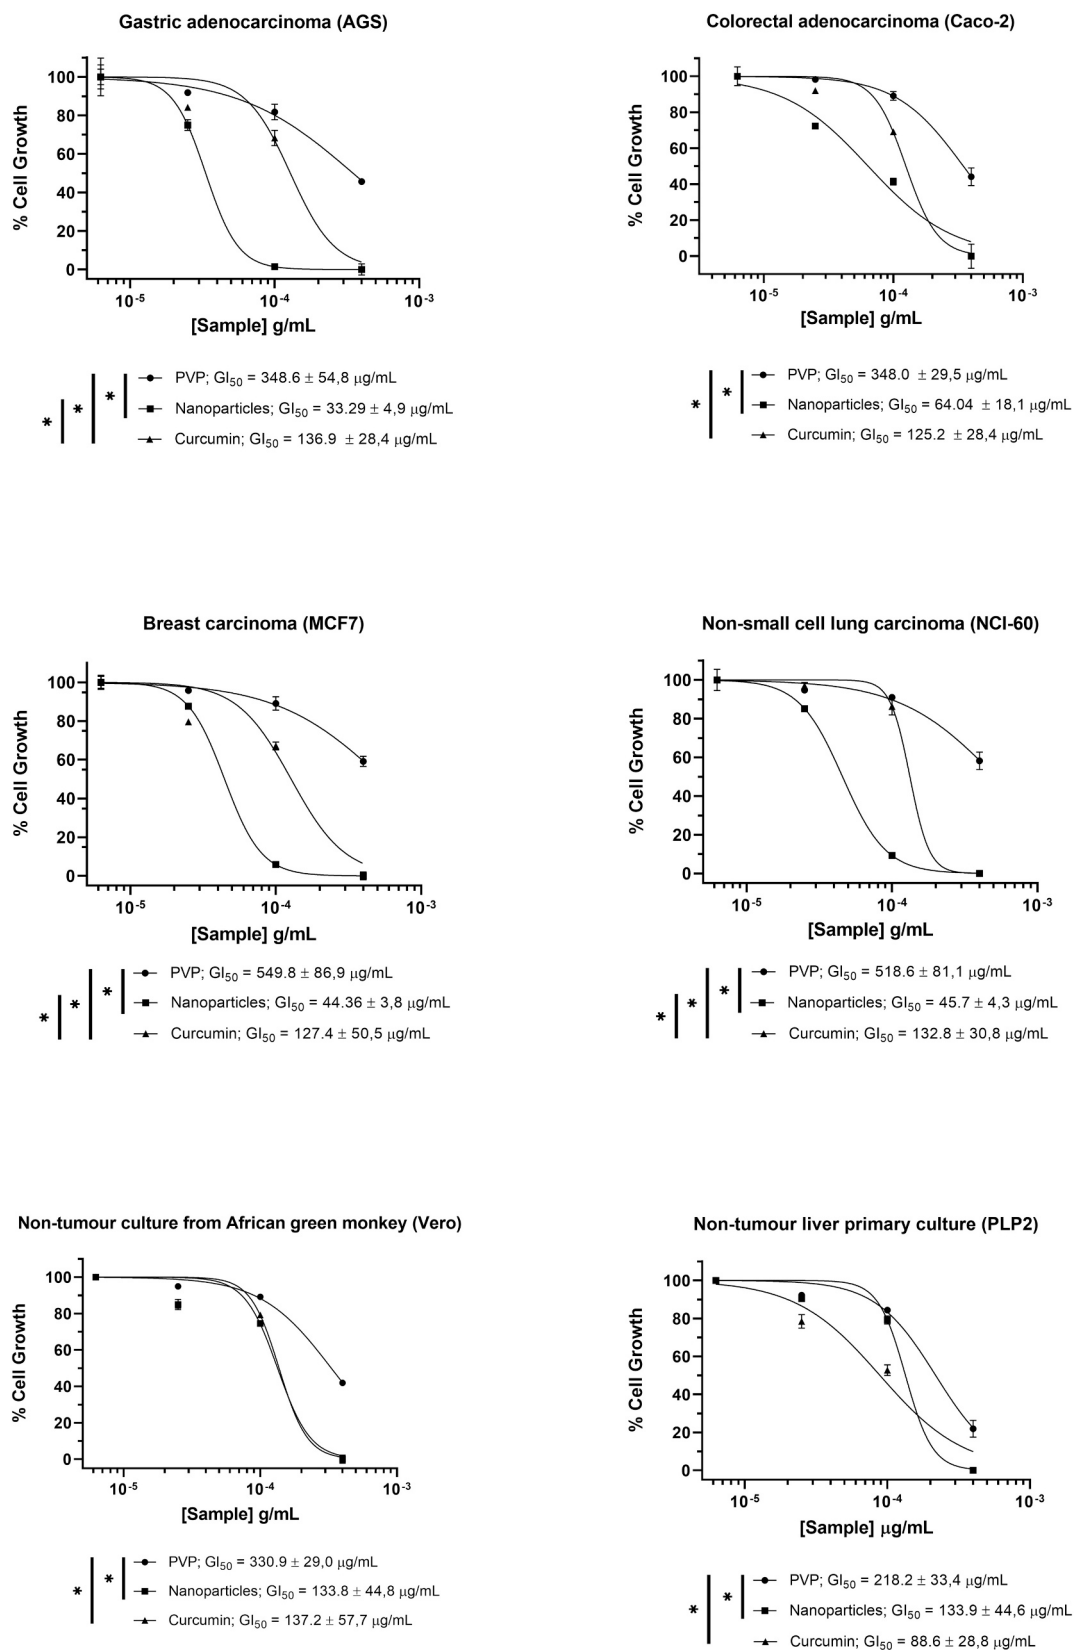 Gastric adenocarcinoma (AGS)
% Cell Growth
100
80
60
40
20
0
10-5
10-4
10-3
[Sample] g/mL
* * *
PVP; GI50 = 348.6 ± 54,8 µg/mL
Nanoparticles; GI50 = 33.29 ± 4,9 µg/mL
Curcumin; GI50 = 136.9 ± 28,4 µg/mL
Colorectal adenocarcinoma (Caco-2)
% Cell Growth
100
80
60
40
20
0
10-5
10-4
10-3
[Sample] g/mL
* *
PVP; GI50 = 348.0 ± 29,5 µg/mL
Nanoparticles; GI50 = 64.04 ± 18,1 µg/mL
Curcumin; GI50 = 125.2 ± 28,4 µg/mL
Breast carcinoma (MCF7)
% Cell Growth
100
80
60
40
20
0
10-5
10-4
10-3
[Sample] g/mL
* * *
PVP; GI50 = 549.8 ± 86,9 µg/mL
Nanoparticles; GI50 = 44.36 ± 3,8 µg/mL
Curcumin; GI50 = 127.4 ± 50,5 µg/mL
Non-small cell lung carcinoma (NCI-60)
% Cell Growth
100
80
60
40
20
0
10-5
10-4
10-3
[Sample] g/mL
* * *
PVP; GI50 = 518.6 ± 81,1 µg/mL
Nanoparticles; GI50 = 45.7 ± 4,3 µg/mL
Curcumin; GI50 = 132.8 ± 30,8 µg/mL
Non-tumour culture from African green monkey (Vero)
% Cell Growth
100
80
60
40
20
0
10-5
10-4
10-3
[Sample] g/mL
* *
PVP; GI50 = 330.9 ± 29,0 µg/mL
Nanoparticles; GI50 = 133.8 ± 44,8 µg/mL
Curcumin; GI50 = 137.2 ± 57,7 µg/mL
Non-tumour liver primary culture (PLP2)
% Cell Growth
100
80
60
40
20
0
10-5
10-4
10-3
[Sample] µg/mL
* *
PVP; GI50 = 218.2 ± 33,4 µg/mL
Nanoparticles; GI50 = 133.9 ± 44,6 µg/mL
Curcumin; GI50 = 88.6 ± 28,8 µg/mL